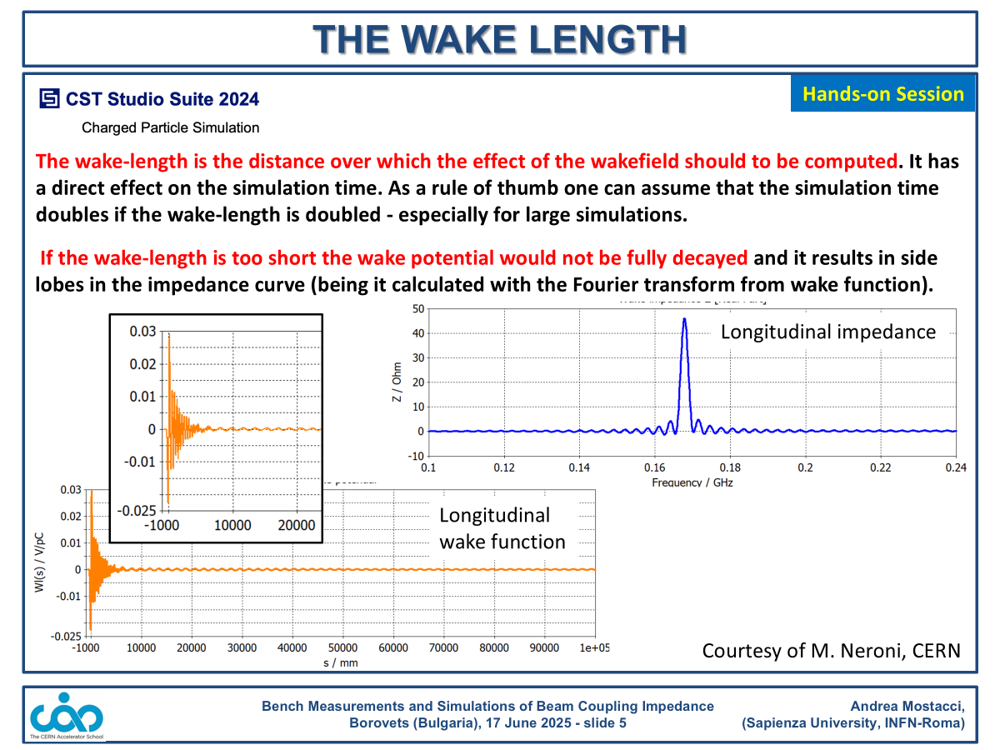 THE WAKE LENGTH
CST Studio Suite 2024
Hands-on Session
Charged Particle Simulation
The wake-length is the distance over which the effect of the wakefield should to be computed. It has
a direct effect on the simulation time. As a rule of thumb one can assume that the simulation time
doubles if the wake-length is doubled - especially for large simulations.
If the wake-length is too short the wake potential would not be fully decayed and it results in side
lobes in the impedance curve (being it calculated with the Fourier transform from wake function).
0.03
0.02
0.01
0
-0.01
-0.025
-1000 10000 20000
Longitudinal impedance
Z / Ohm
50
40
30
20
10
0
-10
0.1 0.12 0.14 0.16 0.18 0.2 0.22 0.24
Frequency / GHz
Longitudinal
wake function
Wl(s) / V/pC
0.03
0.02
0.01
0
-0.01
-0.025
-1000 10000 20000 30000 40000 50000 60000 70000 80000 90000 1e+05
s / mm
Courtesy of M. Neroni, CERN
The CERN Accelerator School
Bench Measurements and Simulations of Beam Coupling Impedance
Borovets (Bulgaria), 17 June 2025 - slide 5
Andrea Mostacci,
(Sapienza University, INFN-Roma)